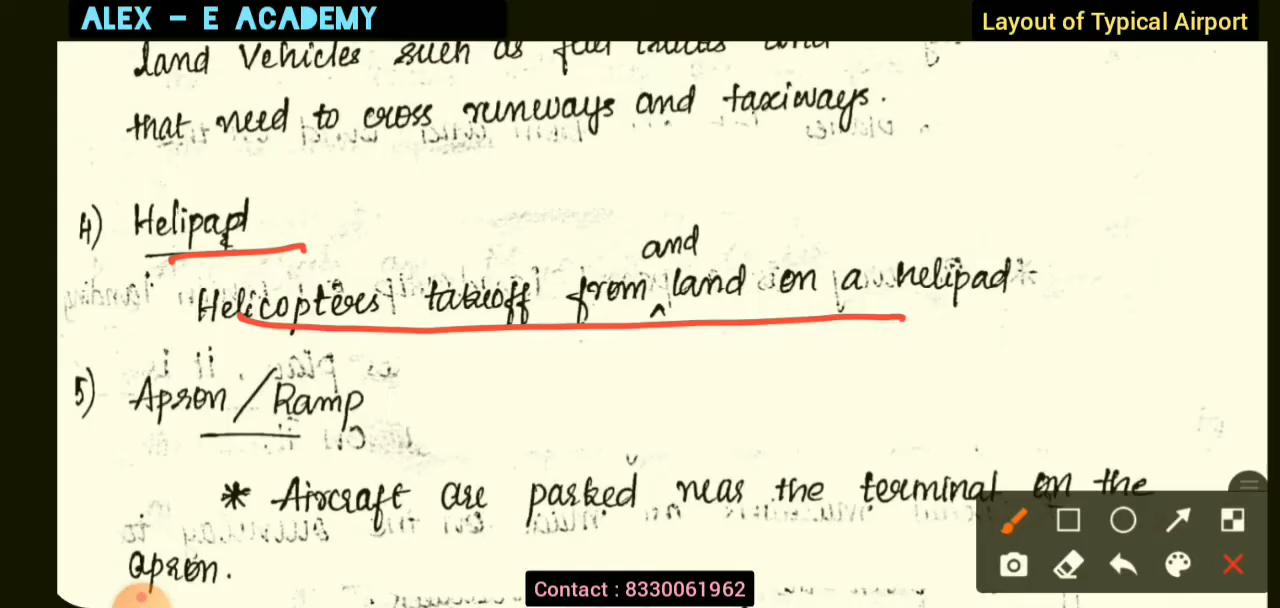 ALEX – E ACADEMY
Layout of Typical Airport
land Vehicles such as
that need to cross runways and taxiways.
4) Helipad
and
Helicopters takeoff from ^ land on a helipad
5) Apron / Ramp
* Aircraft are parked near the terminal on the
apron.
Contact : 8330061962